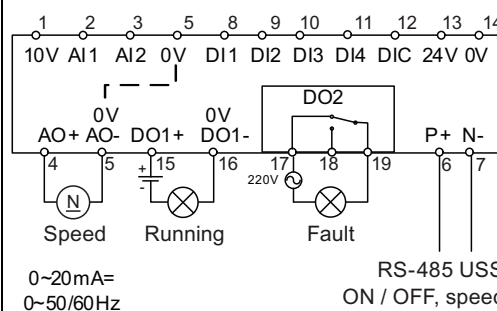 1 2 3 5 8 9 10 11 12 13 14
10V AI1 AI2 0V DI1 DI2 DI3 DI4 DIC 24V 0V
DO2
0V 0V
AO+ AO- DO1+ DO1- P+ N-
4 5 15 16 17 18 19 6 7
+
-
220V
N
Speed Running Fault
RS-485 USS
0~20mA=
ON / OFF, speed
0~50/60Hz